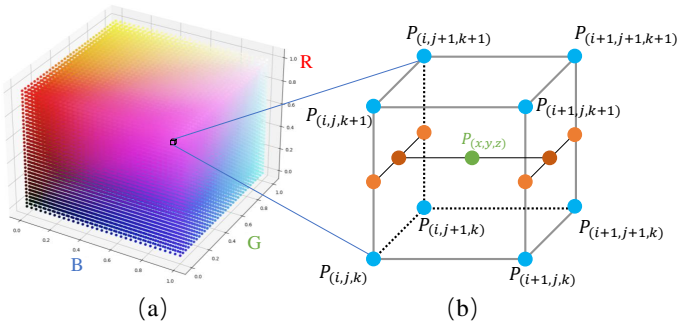 R
1.0
0.8
0.6
0.4
0.2
0.0
0.0
0.2
0.4
0.6
0.8
1.0
0.0
0.2
0.4
0.6
0.8
1.0
B
G
(a)
P(i,j+1,k+1)
P(i+1,j+1,k+1)
P(i,j,k+1)
P(i+1,j,k+1)
P(x,y,z)
P(i,j+1,k)
P(i+1,j+1,k)
P(i,j,k)
P(i+1,j,k)
(b)